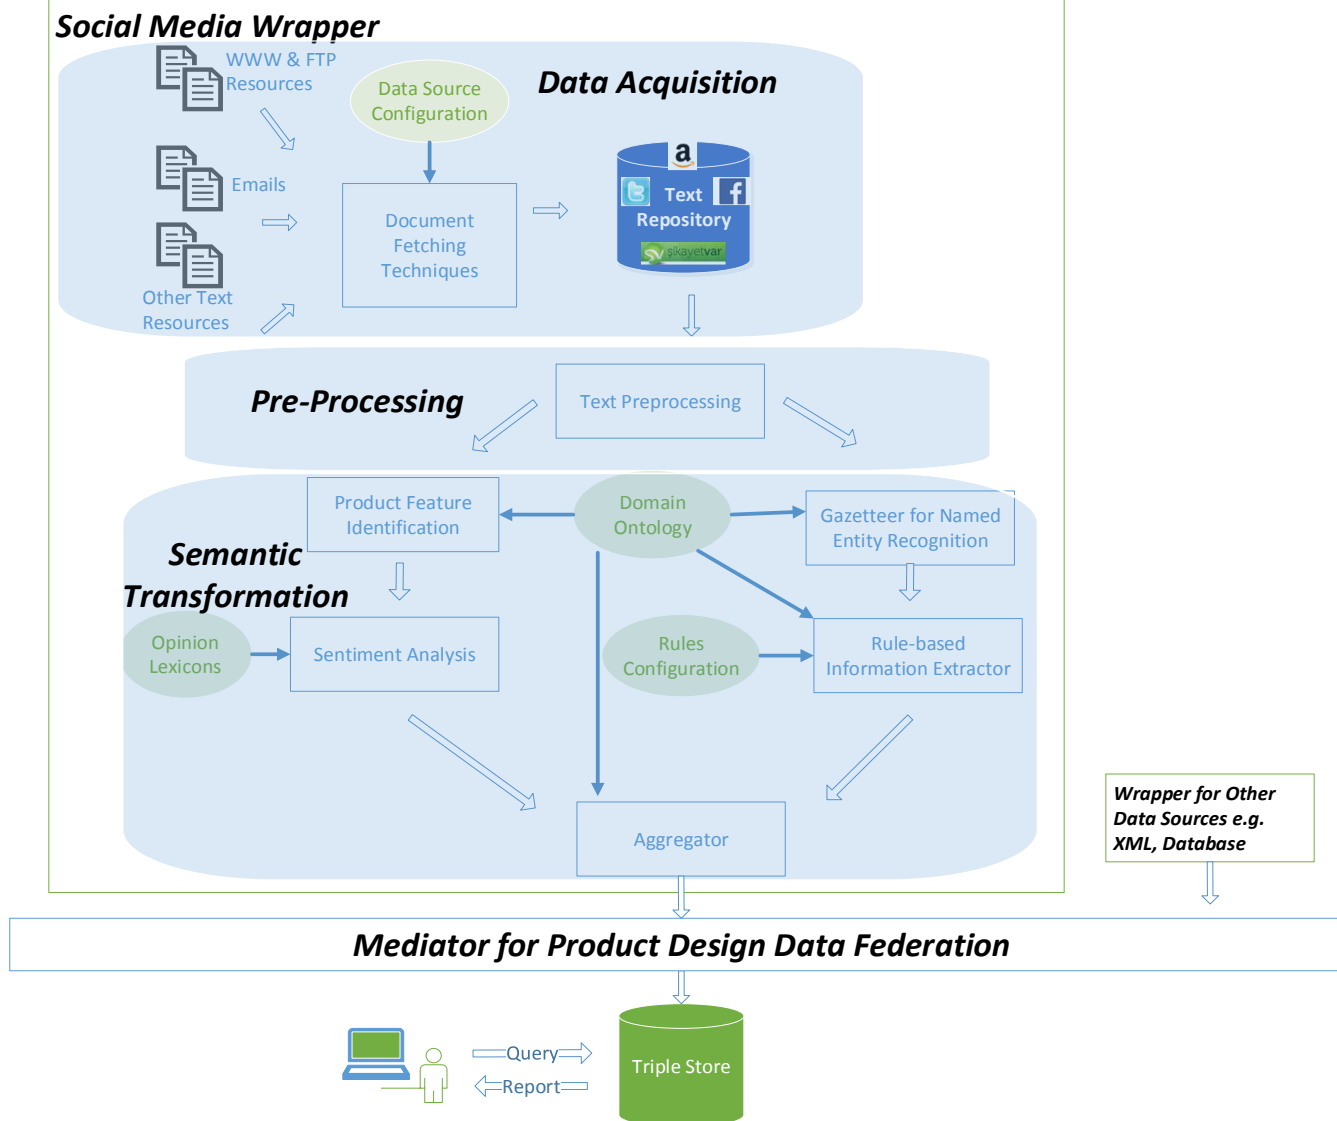 Social Media Wrapper
WWW & FTP
Resources
Data Source
Configuration
Data Acquisition
Emails
Document
Fetching
Techniques
a
Text
Repository
SV şikayetvar
Other Text
Resources
Pre-Processing
Text Preprocessing
Product Feature
Identification
Domain
Ontology
Gazetteer for Named
Entity Recognition
Semantic
Transformation
Opinion
Lexicons
Sentiment Analysis
Rules
Configuration
Rule-based
Information Extractor
Aggregator
Wrapper for Other
Data Sources e.g.
XML, Database
Mediator for Product Design Data Federation
Query
Report
Triple Store